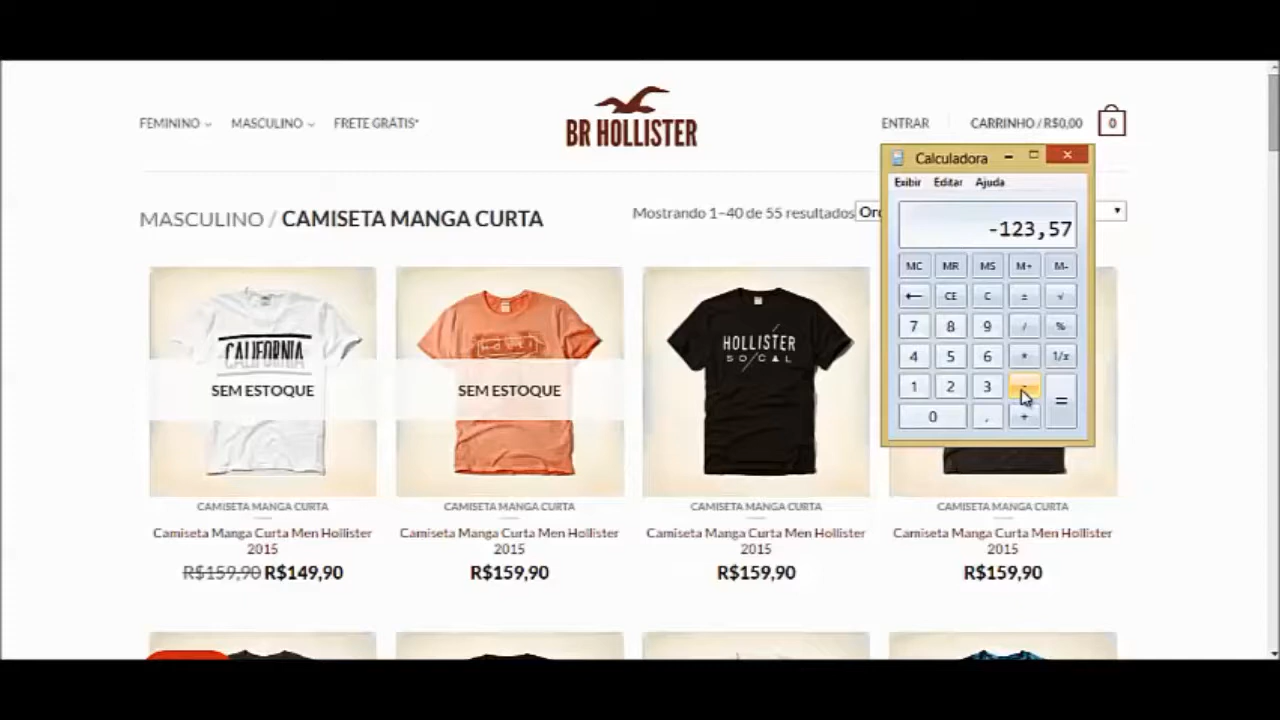 FEMININO
MASCULINO
FRETE GRÁTIS*
BR HOLLISTER
ENTRAR
CARRINHO / R$0,00
0
MASCULINO / CAMISETA MANGA CURTA
Mostrando 1–40 de 55 resultados
Calculadora
Exibir Editar Ajuda
-123,57
MC MR MS M+ M-
← CE C ± √
7 8 9 / %
4 5 6 * 1/x
1 2 3 - =
0 , +
CALIFORNIA
SEM ESTOQUE
SEM ESTOQUE
HOLLISTER
SO/CAL
CAMISETA MANGA CURTA
Camiseta Manga Curta Men Hollister
2015
R$159,90 R$149,90
CAMISETA MANGA CURTA
Camiseta Manga Curta Men Hollister
2015
R$159,90
CAMISETA MANGA CURTA
Camiseta Manga Curta Men Hollister
2015
R$159,90
CAMISETA MANGA CURTA
Camiseta Manga Curta Men Hollister
2015
R$159,90